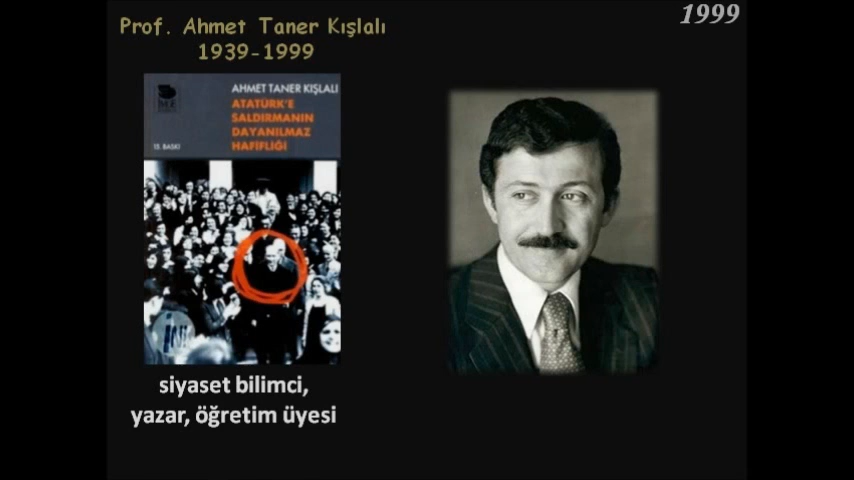 Prof. Ahmet Taner Kışlalı
1939-1999
1999
AHMET TANER KIŞLALI
ATATÜRK'E
SALDIRMANIN
DAYANILMAZ
HAFİFLİĞİ
15. BASKI
siyaset bilimci,
yazar, öğretim üyesi